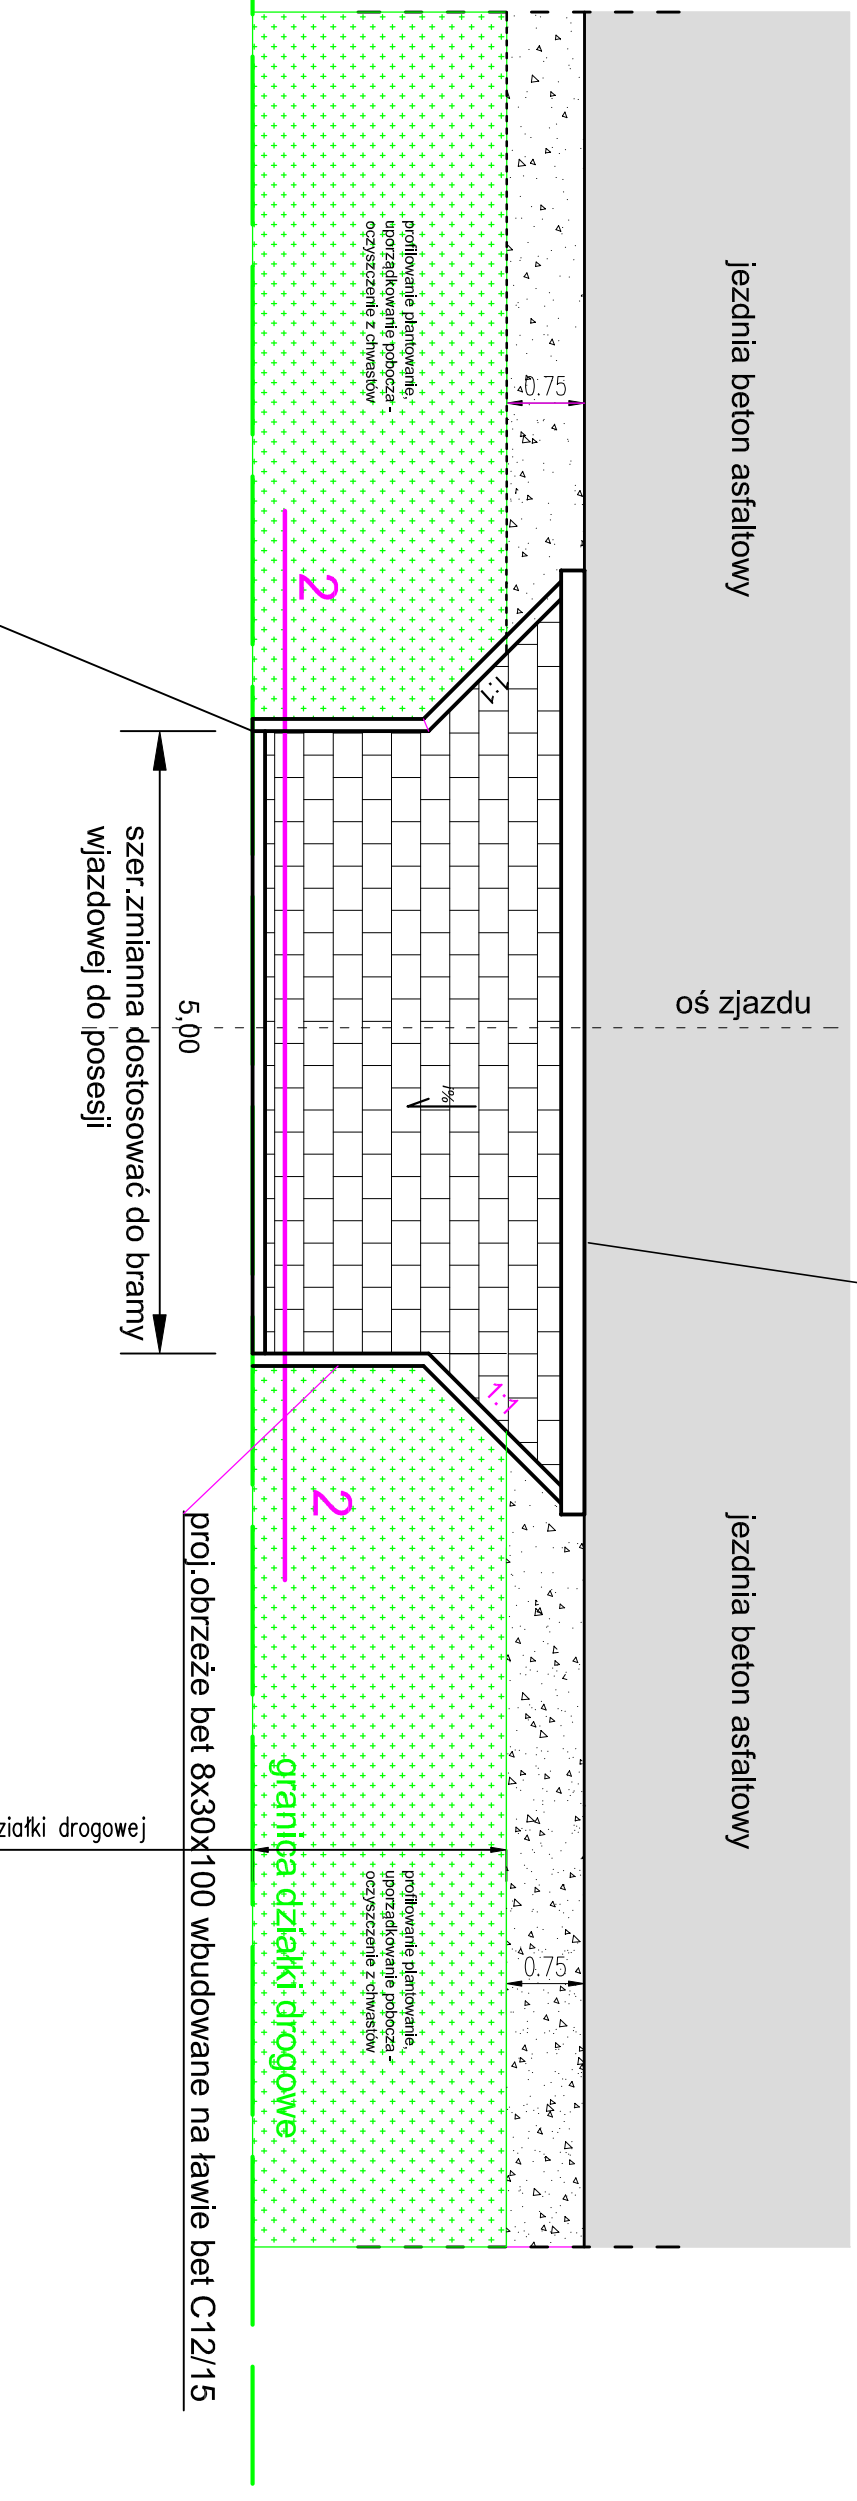 jezdnia beton asfaltowy
jezdnia beton asfaltowy
oś zjazdu
0.75
0.75
profilowanie plantowanie,
uporządkowanie pobocza -
oczyszczenie z chwastów
profilowanie plantowanie,
uporządkowanie pobocza -
oczyszczenie z chwastów
1:1
1:1
2
2
granica działki drogowe
5,00
szer.zmianna dostosować do bramy
wjazdowej do posesji
proj.obrzeże bet 8x30x100 wbudowane na ławie bet C12/15
drogowej